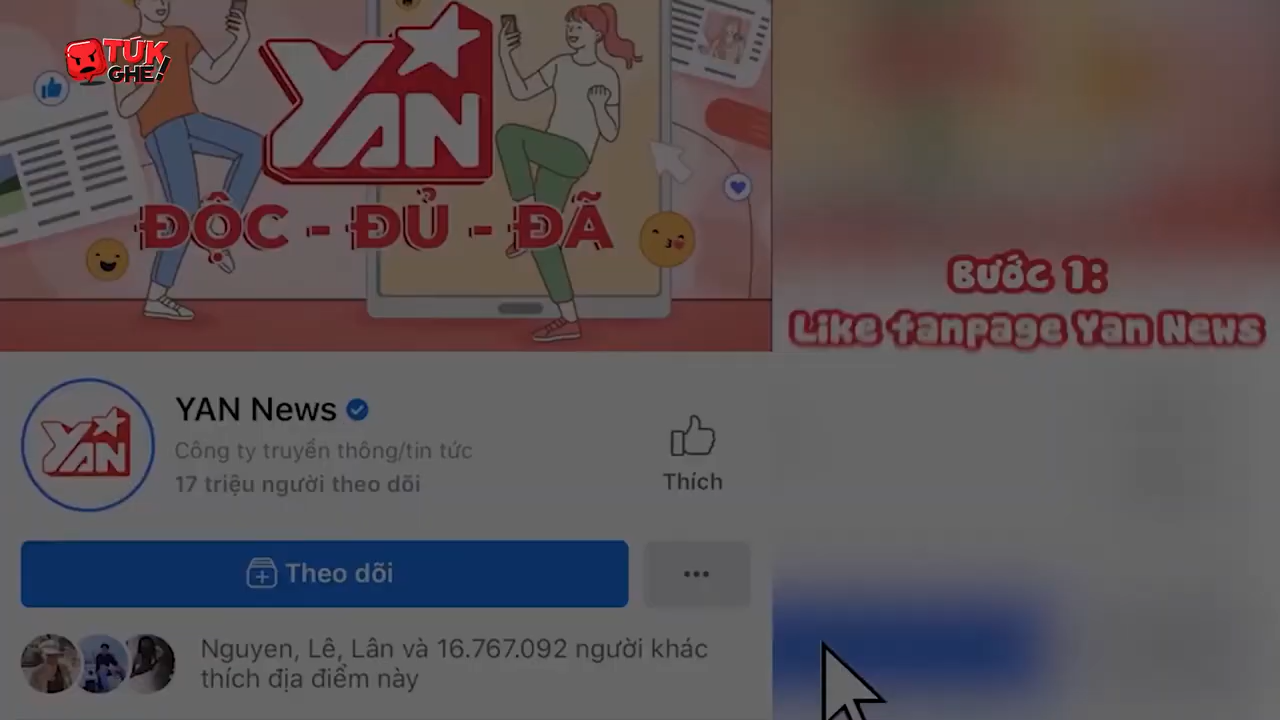 TÚK
GHÊ!
YAN
ĐỘC - ĐỦ - ĐÃ
Bước 1:
Like fanpage Yan News
YAN
YAN News
Công ty truyền thông/tin tức
17 triệu người theo dõi
Thích
Theo dõi
Nguyen, Lê, Lân và 16.767.092 người khác
thích địa điểm này